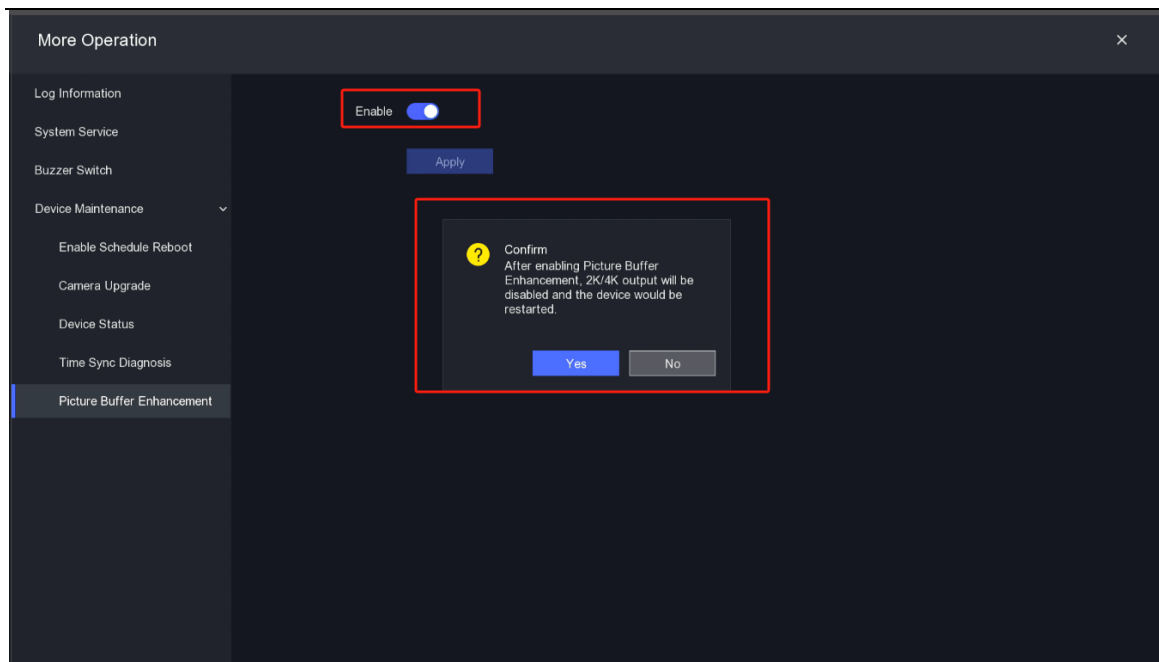 More Operation
Log Information
System Service
Buzzer Switch
Device Maintenance
Enable Schedule Reboot
Camera Upgrade
Device Status
Time Sync Diagnosis
Picture Buffer Enhancement
Enable
Apply
Confirm
After enabling Picture Buffer
Enhancement, 2K/4K output will be
disabled and the device would be
restarted.
Yes
No